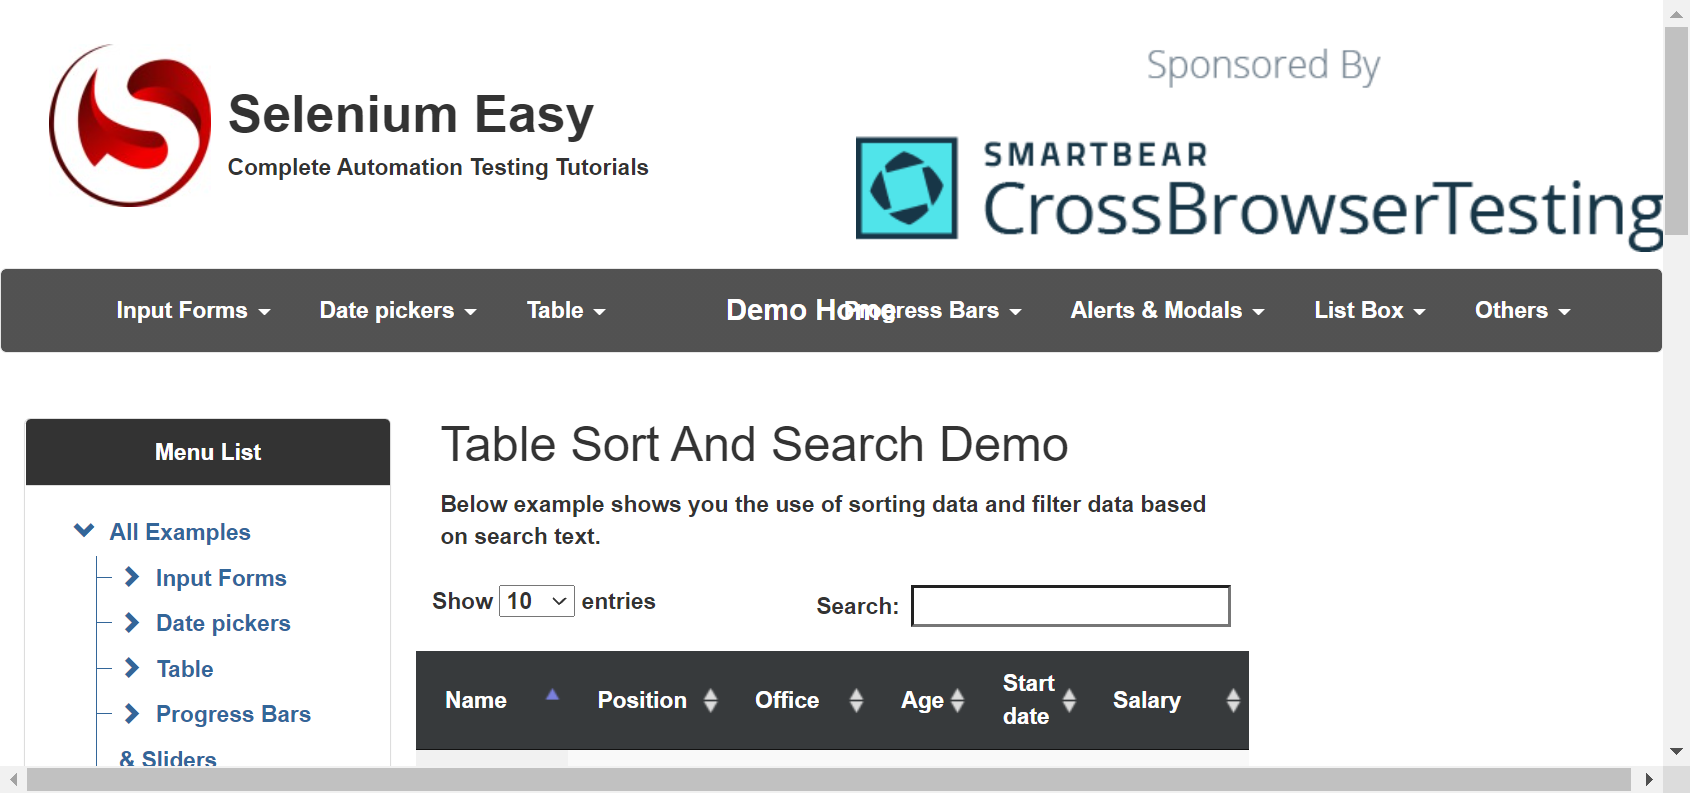 Sponsored By
Selenium Easy
Complete Automation Testing Tutorials
SMARTBEAR
CrossBrowserTesting
Input Forms
Date pickers
Table
Demo Home
Progress Bars
Alerts & Modals
List Box
Others
Menu List
All Examples
Input Forms
Date pickers
Table
Progress Bars
& Sliders
Table Sort And Search Demo
Below example shows you the use of sorting data and filter data based
on search text.
Show 10 entries
Search:
Name
Position
Office
Age
Start
date
Salary